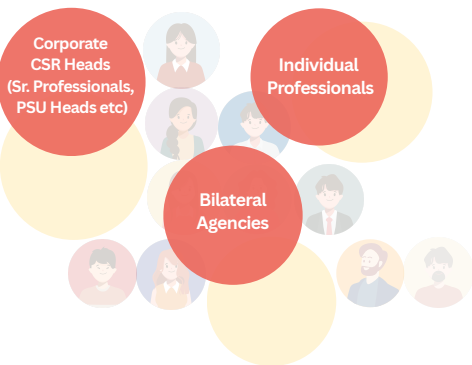 Corporate
CSR Heads
(Sr. Professionals,
PSU Heads etc)
Individual
Professionals
Bilateral
Agencies